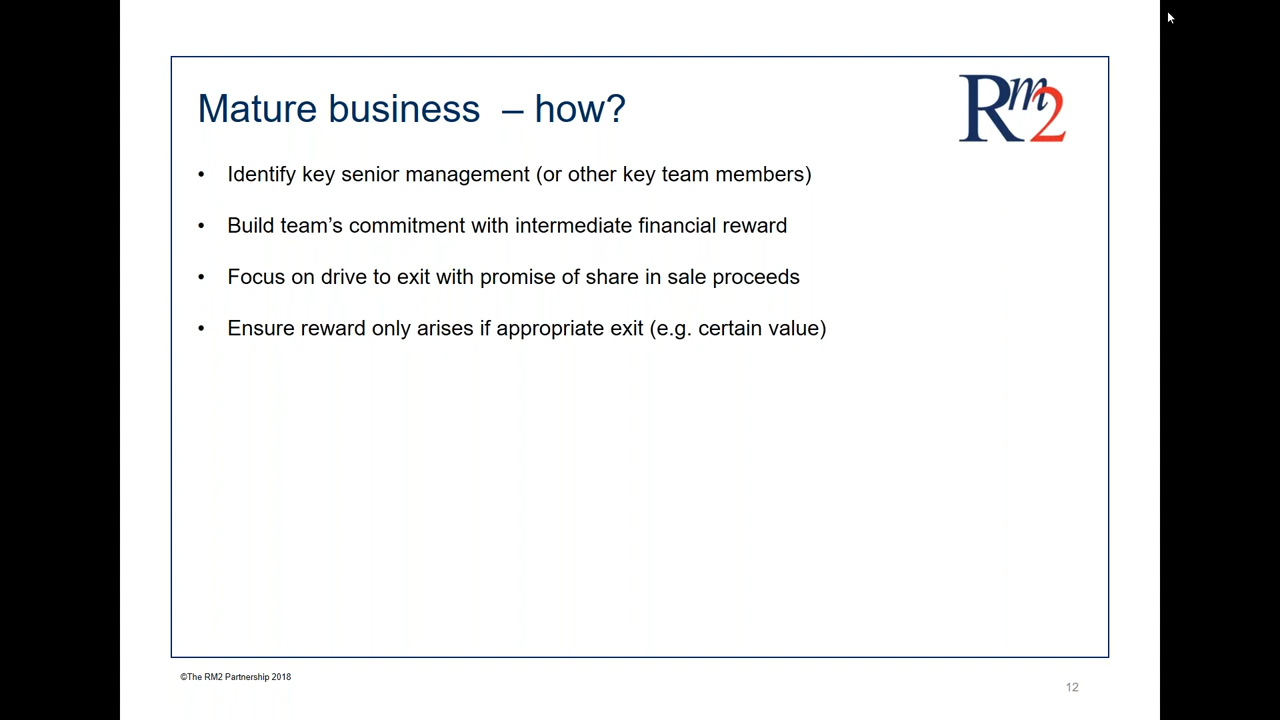 Mature business – how?
Rm2
• Identify key senior management (or other key team members)
• Build team’s commitment with intermediate financial reward
• Focus on drive to exit with promise of share in sale proceeds
• Ensure reward only arises if appropriate exit (e.g. certain value)
©The RM2 Partnership 2018
12